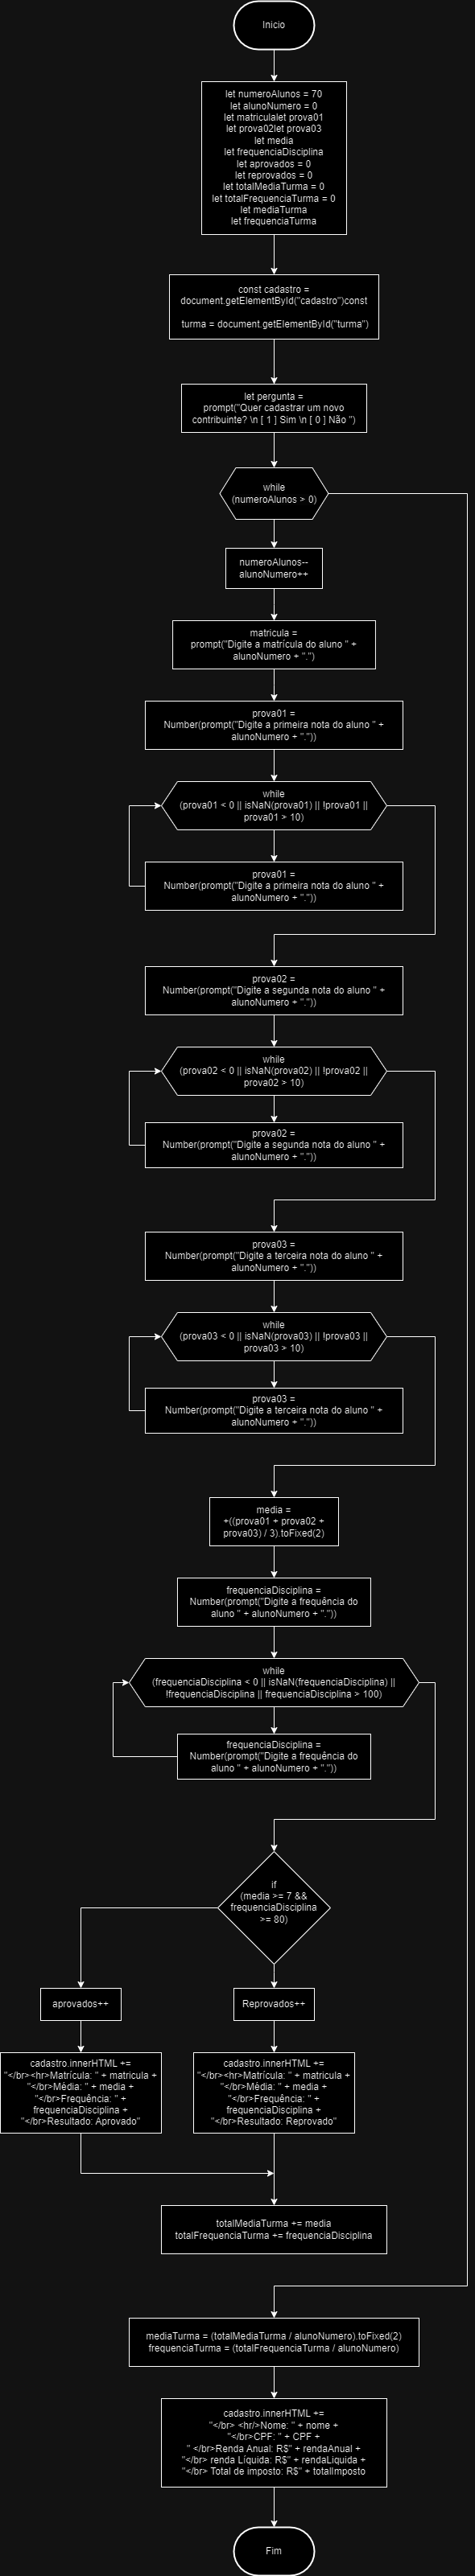 Inicio
let numeroAlunos = 70
let alunoNumero = 0
let matriculalet prova01
let prova02let prova03
let media
let frequenciaDisciplina
let aprovados = 0
let reprovados = 0
let totalMediaTurma = 0
let totalFrequenciaTurma = 0
let mediaTurma
let frequenciaTurma
const cadastro =
document.getElementById("cadastro")const
turma = document.getElementById("turma")
let pergunta =
prompt("Quer cadastrar um novo
contribuinte? \n [ 1 ] Sim \n [ 0 ] Não ")
while
(numeroAlunos > 0)
numeroAlunos--
alunoNumero++
matricula =
prompt("Digite a matrícula do aluno " +
alunoNumero + ".")
prova01 =
Number(prompt("Digite a primeira nota do aluno " +
alunoNumero + "."))
while
(prova01 < 0 || isNaN(prova01) || !prova01 ||
prova01 > 10)
prova01 =
Number(prompt("Digite a primeira nota do aluno " +
alunoNumero + "."))
prova02 =
Number(prompt("Digite a segunda nota do aluno " +
alunoNumero + "."))
while
(prova02 < 0 || isNaN(prova02) || !prova02 ||
prova02 > 10)
prova02 =
Number(prompt("Digite a segunda nota do aluno " +
alunoNumero + "."))
prova03 =
Number(prompt("Digite a terceira nota do aluno " +
alunoNumero + "."))
while
(prova03 < 0 || isNaN(prova03) || !prova03 ||
prova03 > 10)
prova03 =
Number(prompt("Digite a terceira nota do aluno " +
alunoNumero + "."))
media =
+((prova01 + prova02 +
prova03) / 3).toFixed(2)
frequenciaDisciplina =
Number(prompt("Digite a frequência do
aluno " + alunoNumero + "."))
while
(frequenciaDisciplina < 0 || isNaN(frequenciaDisciplina) ||
!frequenciaDisciplina || frequenciaDisciplina > 100)
frequenciaDisciplina =
Number(prompt("Digite a frequência do
aluno " + alunoNumero + "."))
if
(media >= 7 &&
frequenciaDisciplina
>= 80)
aprovados++
Reprovados++
cadastro.innerHTML +=
"</br><hr>Matrícula: " + matricula +
"</br>Média: " + media +
"</br>Frequência: " +
frequenciaDisciplina +
"</br>Resultado: Aprovado"
cadastro.innerHTML +=
"</br><hr>Matrícula: " + matricula +
"</br>Média: " + media +
"</br>Frequência: " +
frequenciaDisciplina +
"</br>Resultado: Reprovado"
totalMediaTurma += media
totalFrequenciaTurma += frequenciaDisciplina
mediaTurma = (totalMediaTurma / alunoNumero).toFixed(2)
frequenciaTurma = (totalFrequenciaTurma / alunoNumero)
cadastro.innerHTML +=
"</br> <hr/>Nome: " + nome +
"</br>CPF: " + CPF +
" </br>Renda Anual: R$" + rendaAnual +
"</br> renda Líquida: R$" + rendaLiquida +
"</br> Total de imposto: R$" + totalImposto
Fim